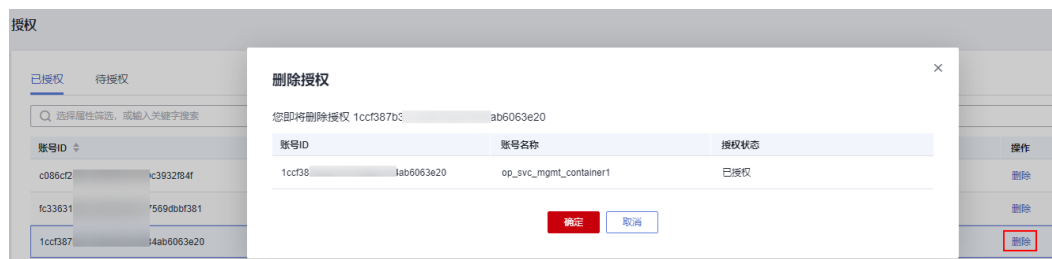 授权
已授权 待授权
选择属性筛选，或输入关键字搜索
账号ID 操作
c086cf2 c3932f84f 删除
fc33631 7569dbbf381 删除
1ccf387 4ab6063e20 删除
删除授权
您即将删除授权 1ccf387b3 ab6063e20
账号ID 账号名称 授权状态
1ccf38 4ab6063e20 op_svc_mgmt_container1 已授权
确定 取消